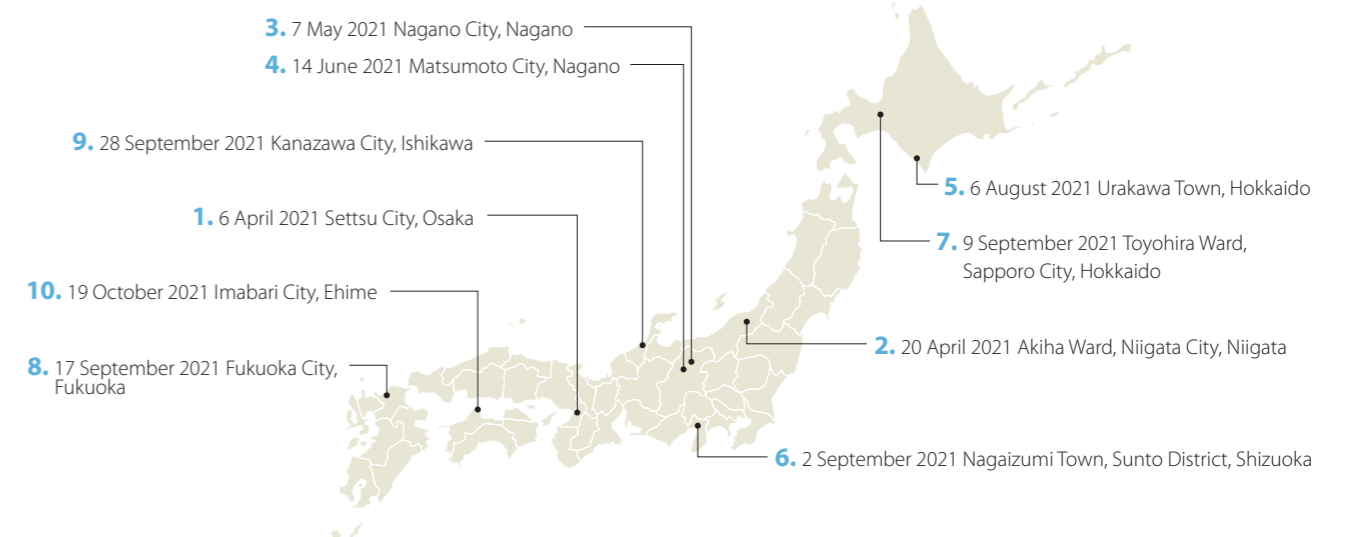 3. 7 May 2021 Nagano City, Nagano
4. 14 June 2021 Matsumoto City, Nagano
9. 28 September 2021 Kanazawa City, Ishikawa
5. 6 August 2021 Urakawa Town, Hokkaido
1. 6 April 2021 Settsu City, Osaka
7. 9 September 2021 Toyohira Ward,
Sapporo City, Hokkaido
10. 19 October 2021 Imabari City, Ehime
2. 20 April 2021 Akiha Ward, Niigata City, Niigata
8. 17 September 2021 Fukuoka City,
Fukuoka
6. 2 September 2021 Nagaizumi Town, Sunto District, Shizuoka